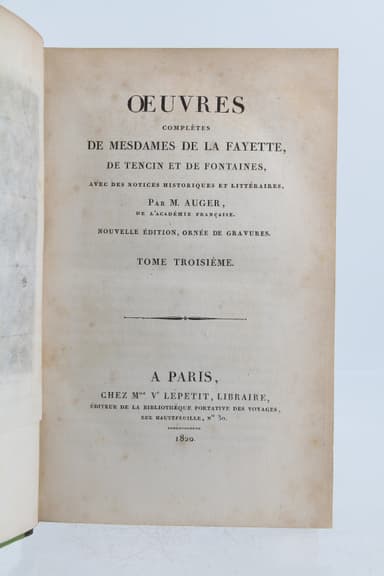 ŒUVRES
COMPLÈTES
DE MESDAMES DE LA FAYETTE,
DE TENCIN ET DE FONTAINES,
AVEC DES NOTICES HISTORIQUES ET LITTÉRAIRES,
PAR M. AUGER,
DE L'ACADÉMIE FRANÇAISE.
NOUVELLE ÉDITION, ORNÉE DE GRAVURES.
TOME TROISIÈME.
A PARIS,
CHEZ Mme Ve LEPETIT, LIBRAIRE,
ÉDITEUR DE LA BIBLIOTHÈQUE PORTATIVE DES VOYAGES,
RUE HAUTEFEUILLE, No 30.
1820.